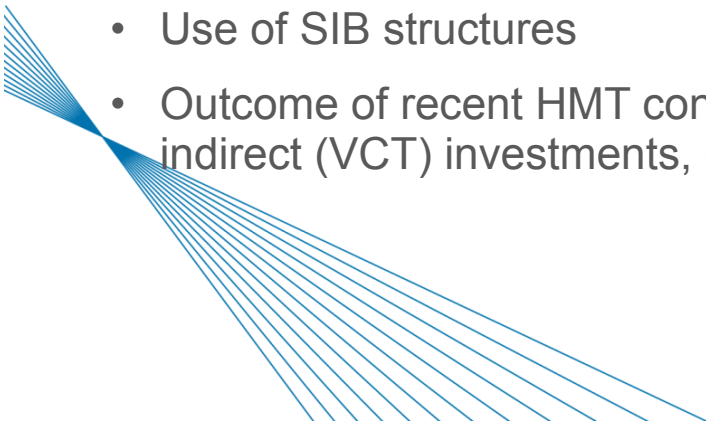 • Use of SIB structures
• Outcome of recent HMT
indirect (VCT) investments,